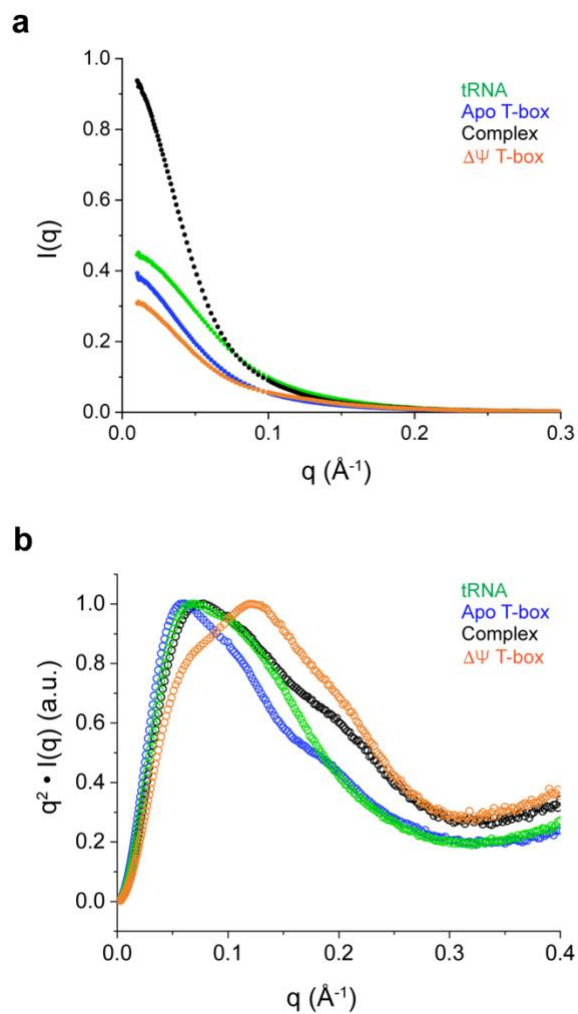 a
1.0
0.8
0.6
0.4
0.2
0.0
I(q)
tRNA
Apo T-box
Complex
ΔΨ T-box
0.0 0.1 0.2 0.3
q (Å⁻¹)
b
1.0
0.8
0.6
0.4
0.2
0.0
q² • I(q) (a.u.)
tRNA
Apo T-box
Complex
ΔΨ T-box
0.0 0.1 0.2 0.3 0.4
q (Å⁻¹)